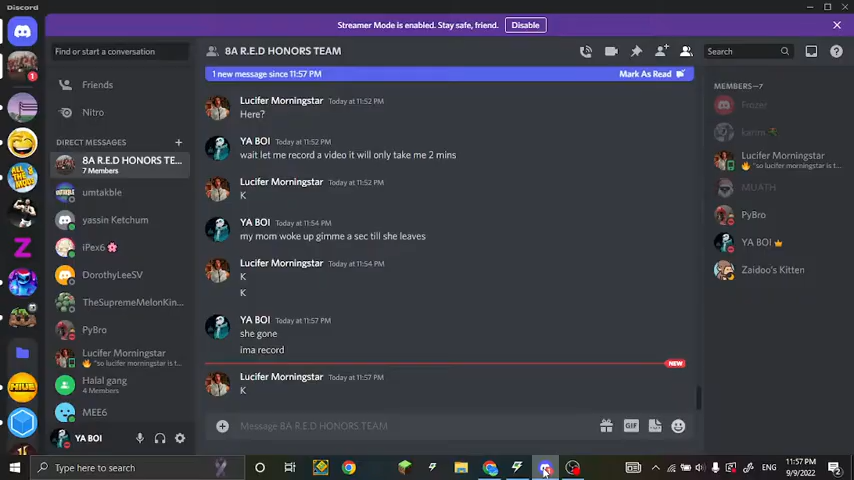 Discord
Streamer Mode is enabled. Stay safe, friend. Disable
Find or start a conversation
8A R.E.D HONORS TEAM
Search
1 new message since 11:57 PM
Mark As Read
Friends
Nitro
DIRECT MESSAGES
8A R.E.D HONORS TE...
7 Members
umtakble
yassin Ketchum
iPex6
DorothyLeeSV
TheSupremeMelonKin...
PyBro
Lucifer Morningstar
"so lucifer morningstar is t...
Halal gang
4 Members
MEE6
YA BOI
Lucifer Morningstar Today at 11:52 PM
Here?
YA BOI Today at 11:52 PM
wait let me record a video it will only take me 2 mins
Lucifer Morningstar Today at 11:52 PM
K
YA BOI Today at 11:54 PM
my mom woke up gimme a sec till she leaves
Lucifer Morningstar Today at 11:54 PM
K
K
YA BOI Today at 11:57 PM
she gone
ima record
NEW
Lucifer Morningstar Today at 11:57 PM
K
Message 8A R.E.D HONORS TEAM
GIF
MEMBERS—7
Frozer
karim
Lucifer Morningstar
"so lucifer morningstar is t...
MUATH
PyBro
YA BOI
Zaidoo's Kitten
Type here to search
ENG
11:57 PM
9/9/2022